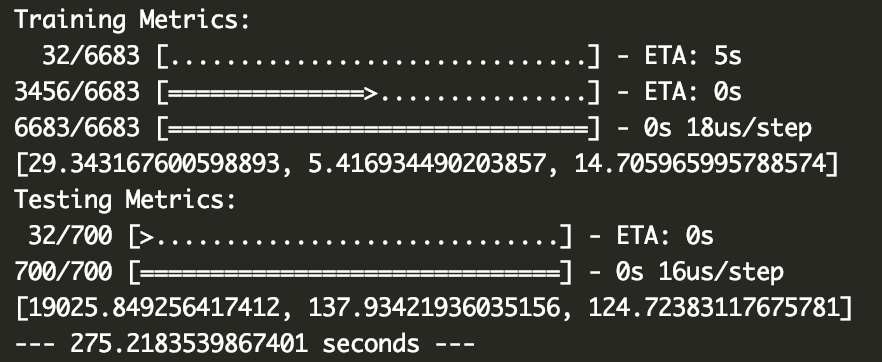 Training Metrics:
32/6683 [..............................] - ETA: 5s
3456/6683 [==============>...............] - ETA: 0s
6683/6683 [==============================] - 0s 18us/step
[29.343167600598893, 5.416934490203857, 14.705965995788574]
Testing Metrics:
32/700 [>..............................] - ETA: 0s
700/700 [==============================] - 0s 16us/step
[19025.849256417412, 137.93421936035156, 124.72383117675781]
--- 275.2183539867401 seconds ---